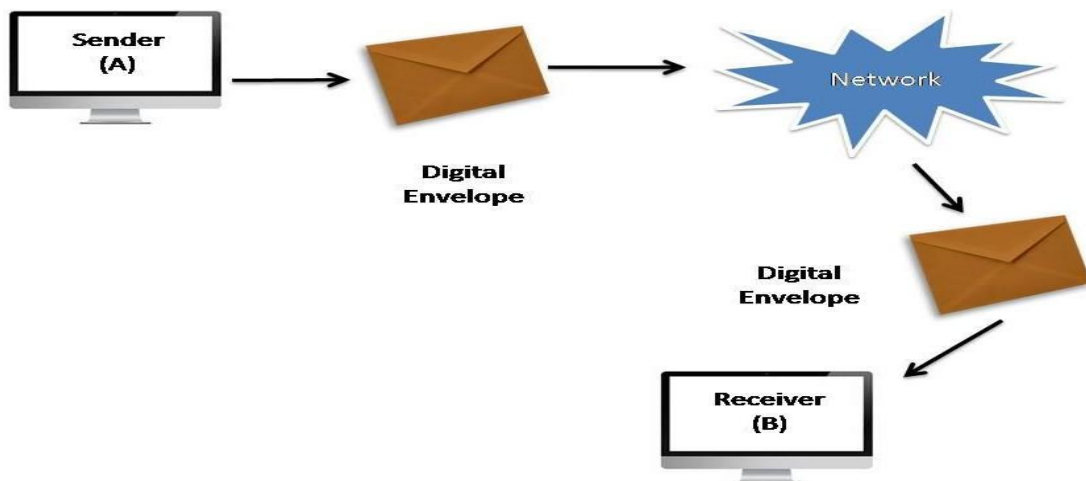 Sender
(A)
Digital
Envelope
Network
Digital
Envelope
Receiver
(B)